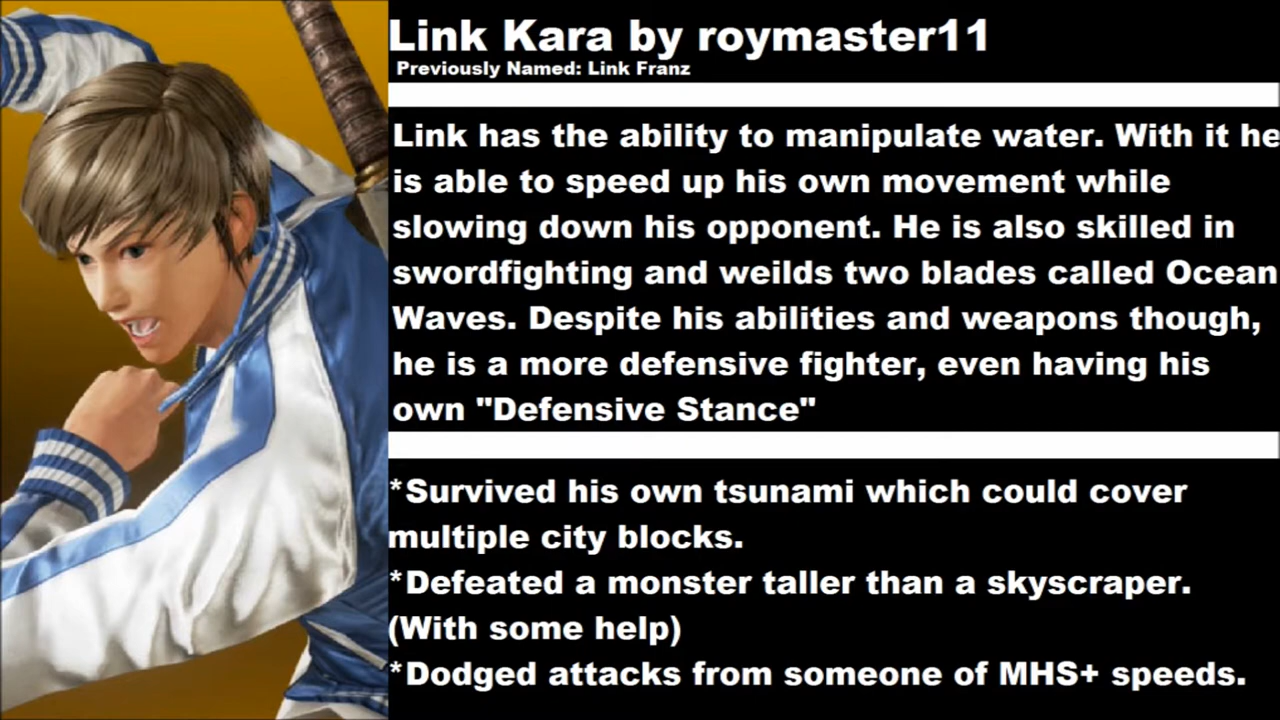 Link Kara by roymaster11
Previously Named: Link Franz
Link has the ability to manipulate water. With it he
is able to speed up his own movement while
slowing down his opponent. He is also skilled in
swordfighting and weilds two blades called Ocean
Waves. Despite his abilities and weapons though,
he is a more defensive fighter, even having his
own "Defensive Stance"
*Survived his own tsunami which could cover
multiple city blocks.
*Defeated a monster taller than a skyscraper.
(With some help)
*Dodged attacks from someone of MHS+ speeds.